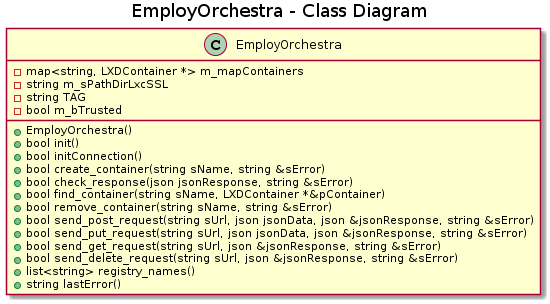 EmployOrchestra - Class Diagram
C EmployOrchestra
map<string, LXDContainer *> m_mapContainers
string m_sPathDirLxcSSL
string TAG
bool m_bTrusted
EmployOrchestra()
bool init()
bool initConnection()
bool create_container(string sName, string &sError)
bool check_response(json jsonResponse, string &sError)
bool find_container(string sName, LXDContainer *&pContainer)
bool remove_container(string sName, string &sError)
bool send_post_request(string sUrl, json jsonData, json &jsonResponse, string &sError)
bool send_put_request(string sUrl, json jsonData, json &jsonResponse, string &sError)
bool send_get_request(string sUrl, json &jsonResponse, string &sError)
bool send_delete_request(string sUrl, json &jsonResponse, string &sError)
list<string> registry_names()
string lastError()